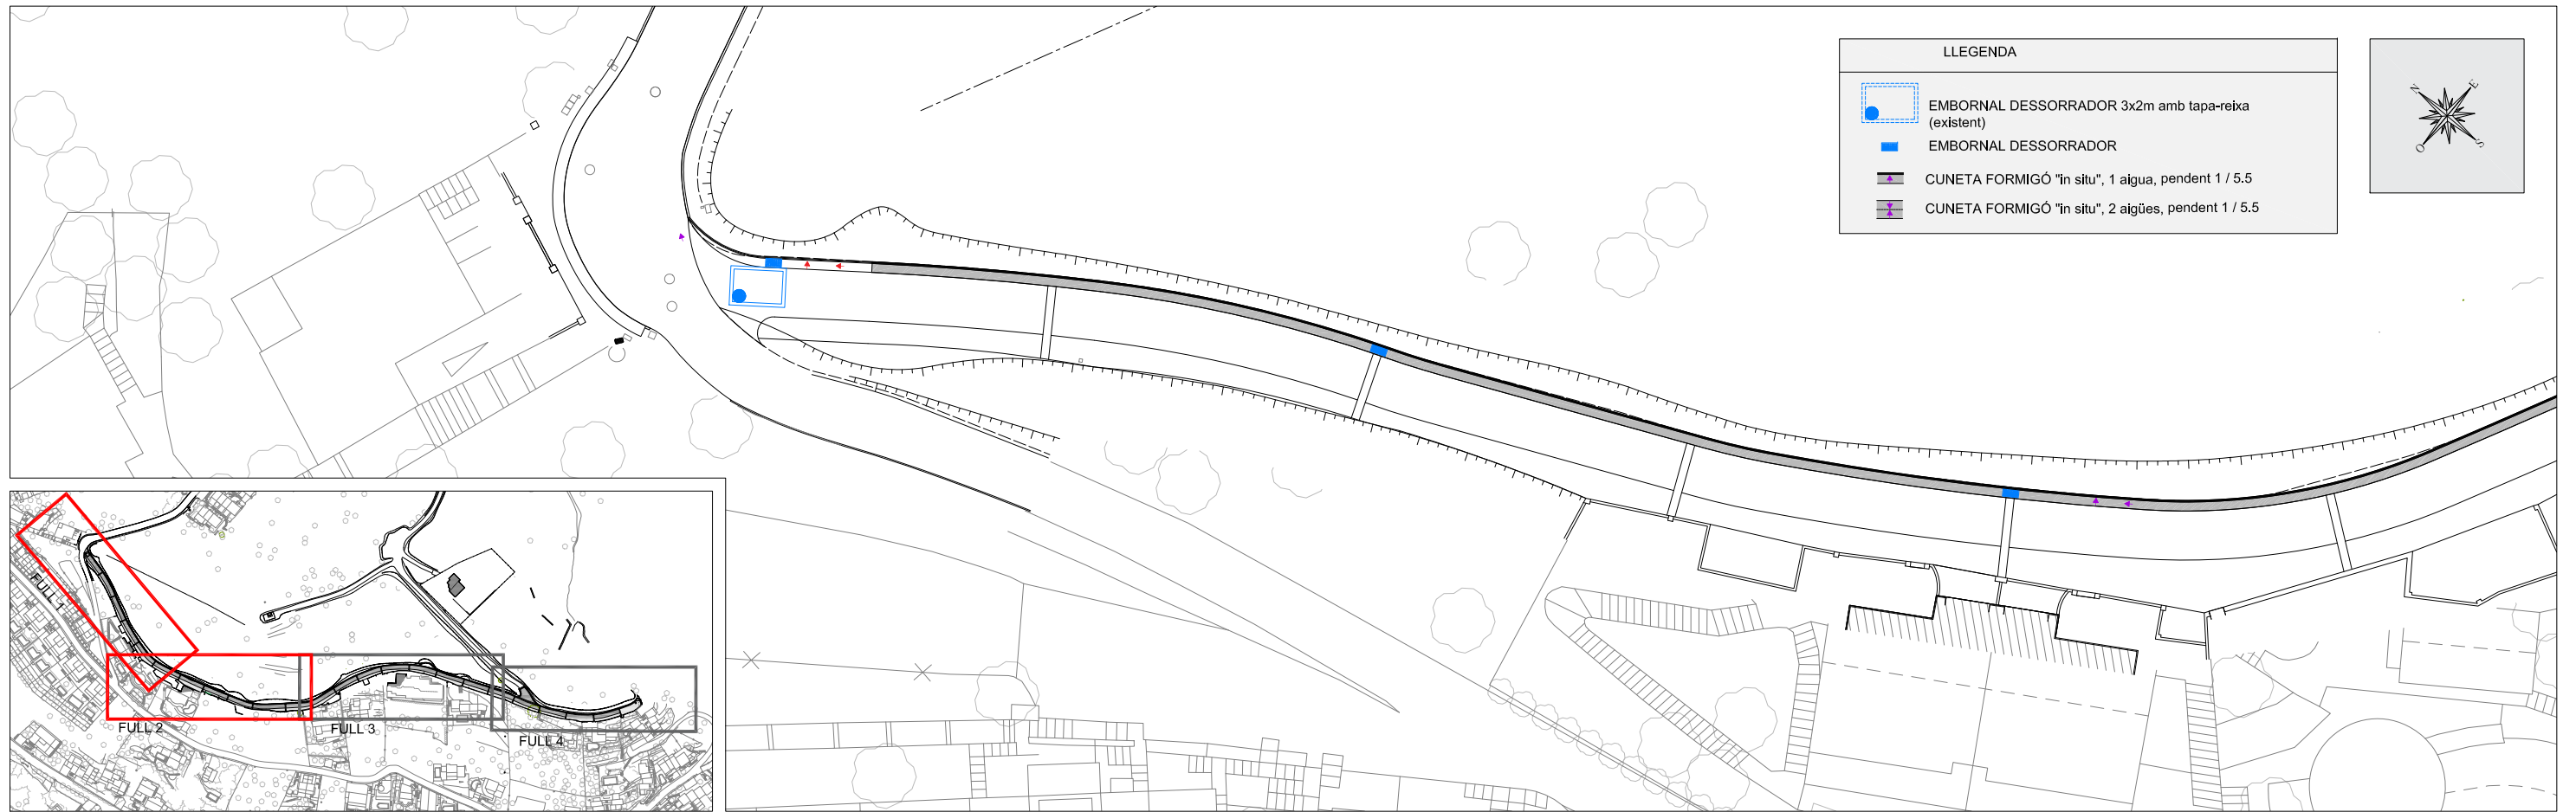 LLEGENDA
EMBORNAL DESSORRADOR 3x2m amb tapa-reixa
(existent)
EMBORNAL DESSORRADOR
CUNETA FORMIGÓ "in situ", 1 aigua, pendent 1 / 5.5
CUNETA FORMIGÓ "in situ", 2 aigües, pendent 1 / 5.5
N
E
O
S
FULL 1
FULL 2
FULL 3
FULL 4